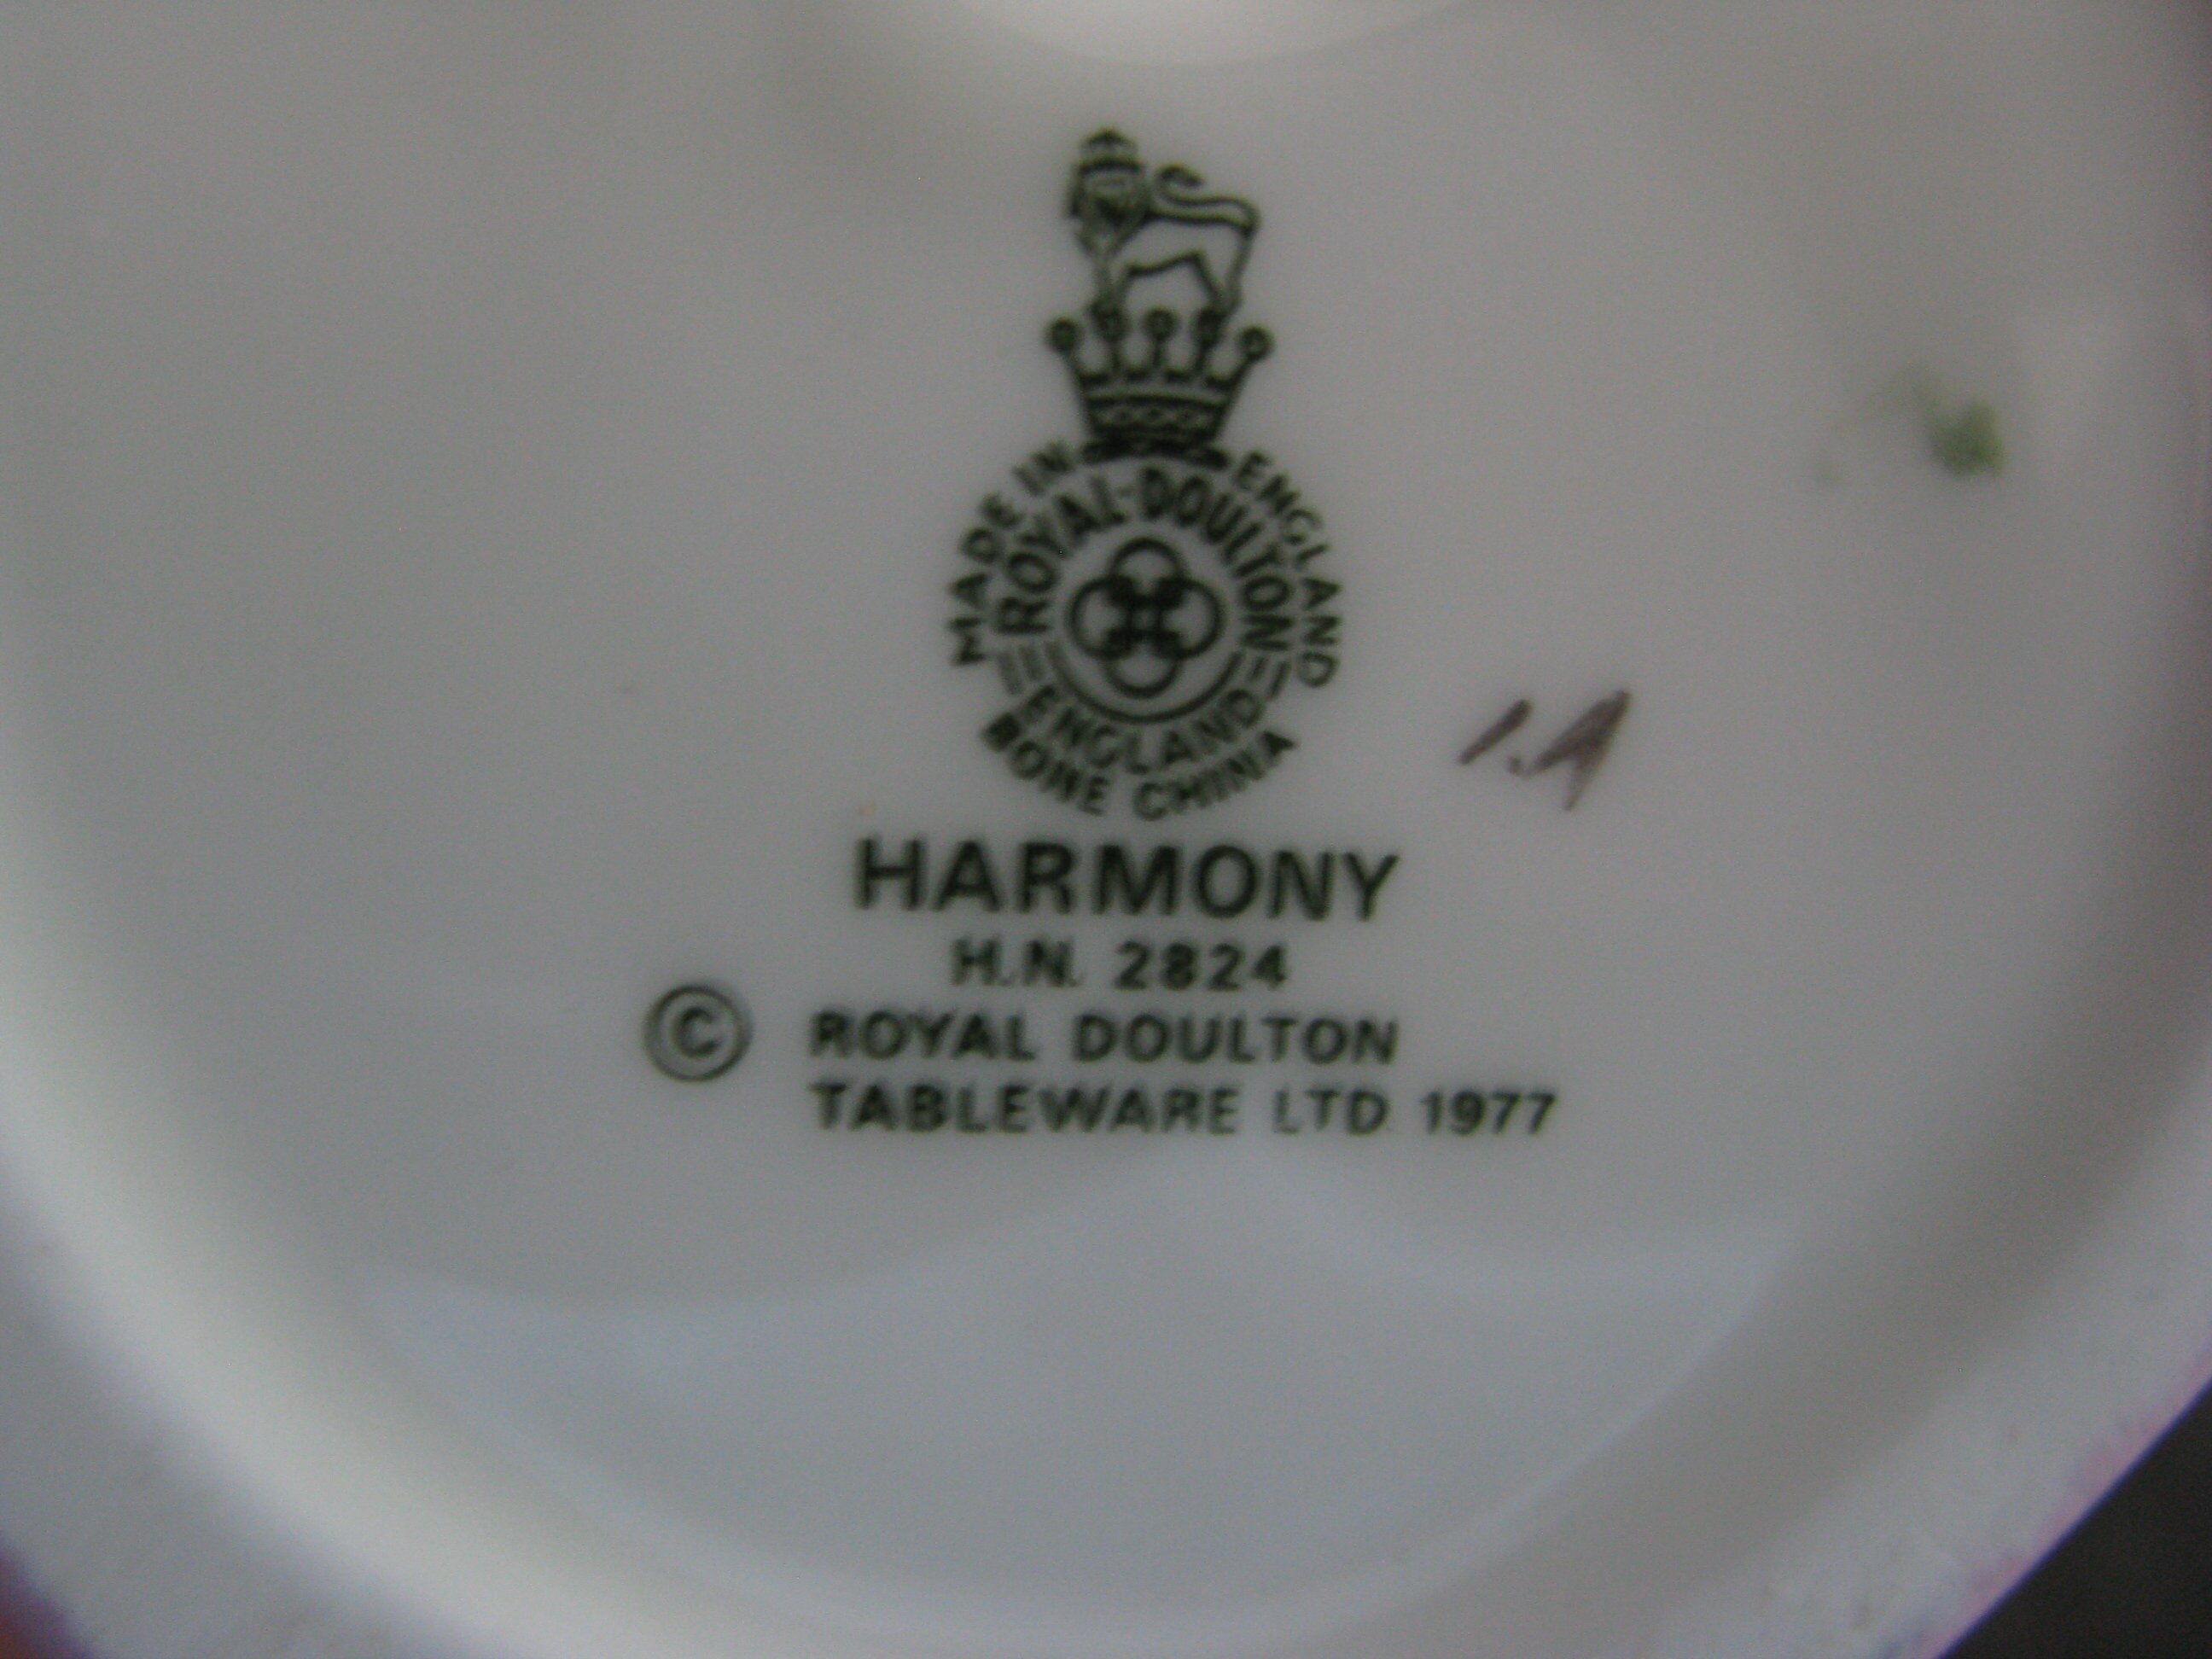 MADE IN ENGLAND
ROYAL·DOULTON
ENGLAND
BONE CHINA
HARMONY
H.N. 2824
© ROYAL DOULTON
TABLEWARE LTD 1977